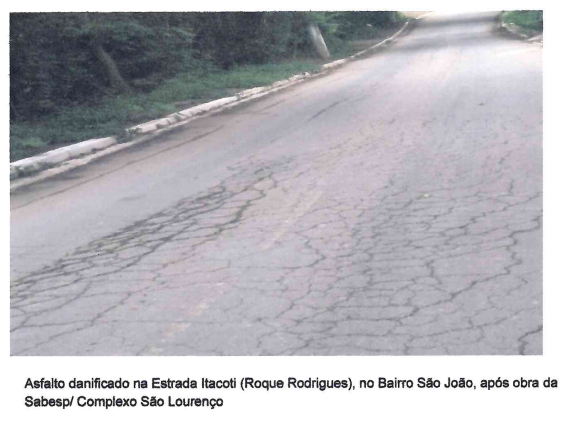 Asfalto danificado na Estrada Itacoti (Roque Rodrigues), no Bairro São João, após obra da
Sabesp/ Complexo São Lourenço